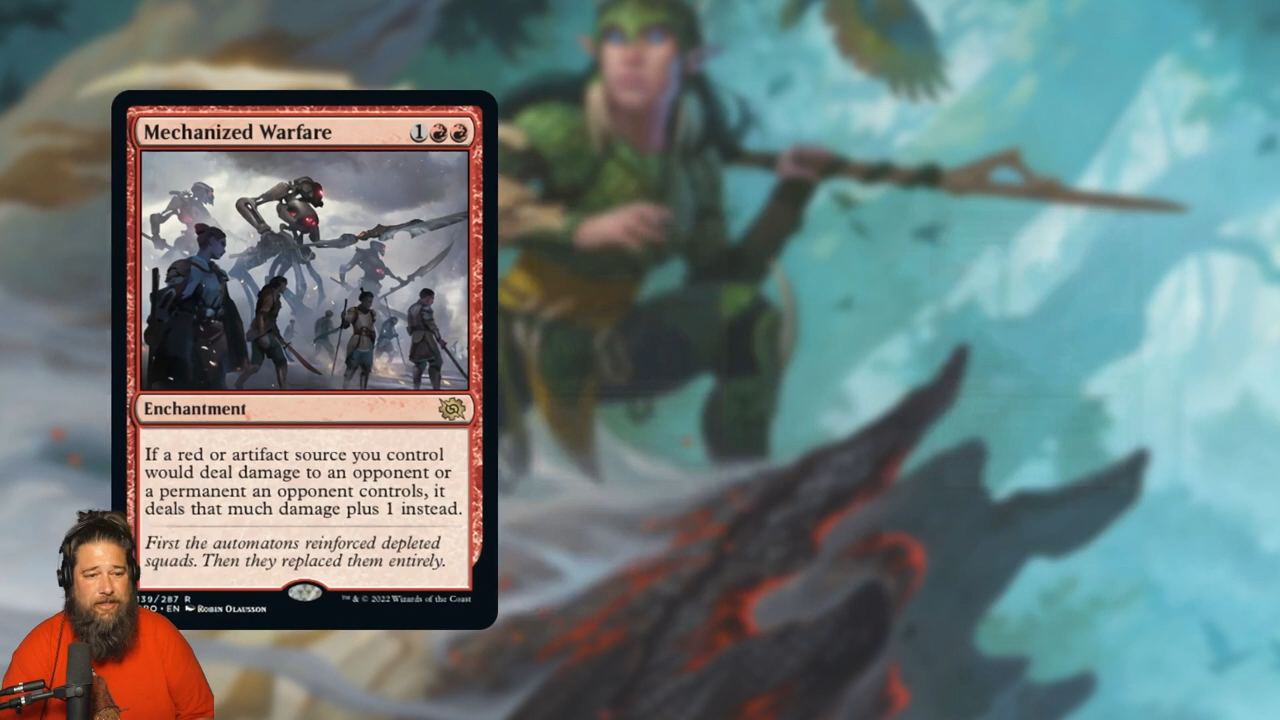 Mechanized Warfare 1
Enchantment
If a red or artifact source you control
would deal damage to an opponent or
a permanent an opponent controls, it
deals that much damage plus 1 instead.
First the automatons reinforced depleted
squads. Then they replaced them entirely.
39/287 R
™ & © 2022 Wizards of the Coast
• EN Robin Olausson